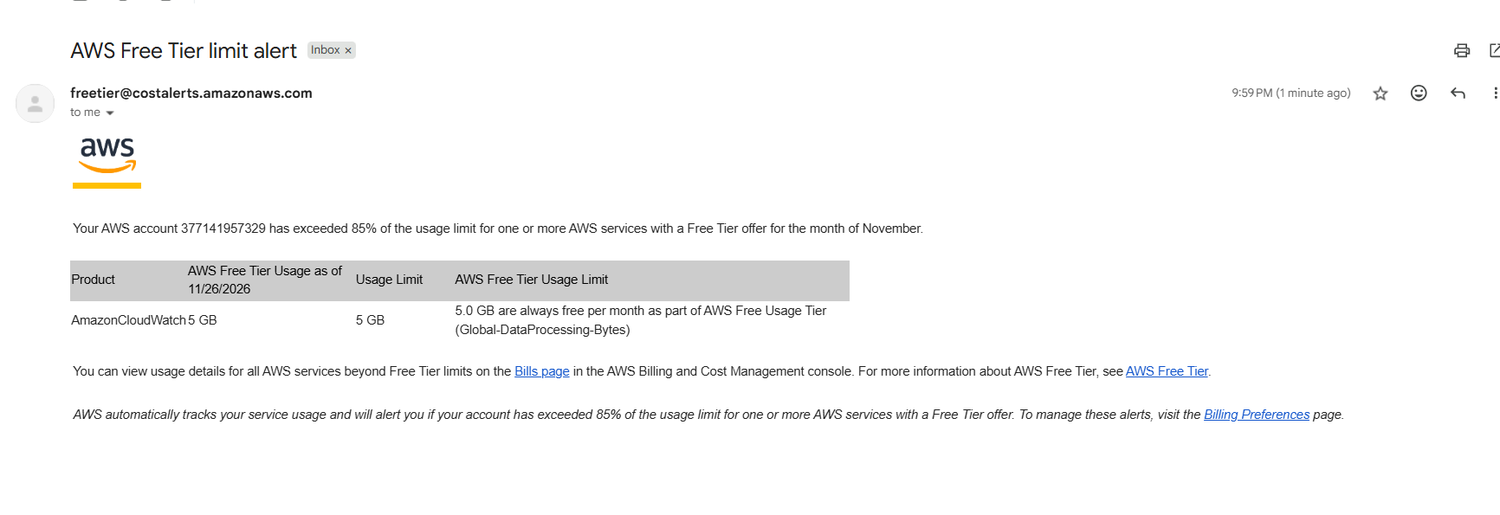 AWS Free Tier limit alert Inbox ×
freetier@costalerts.amazonaws.com 9:59 PM (1 minute ago)
to me
aws
Your AWS account 377141957329 has exceeded 85% of the usage limit for one or more AWS services with a Free Tier offer for the month of November.
Product AWS Free Tier Usage as of 11/26/2026 Usage Limit AWS Free Tier Usage Limit
AmazonCloudWatch 5 GB 5 GB 5.0 GB are always free per month as part of AWS Free Usage Tier
(Global-DataProcessing-Bytes)
You can view usage details for all AWS services beyond Free Tier limits on the Bills page in the AWS Billing and Cost Management console. For more information about AWS Free Tier, see AWS Free Tier.
AWS automatically tracks your service usage and will alert you if your account has exceeded 85% of the usage limit for one or more AWS services with a Free Tier offer. To manage these alerts, visit the Billing Preferences page.